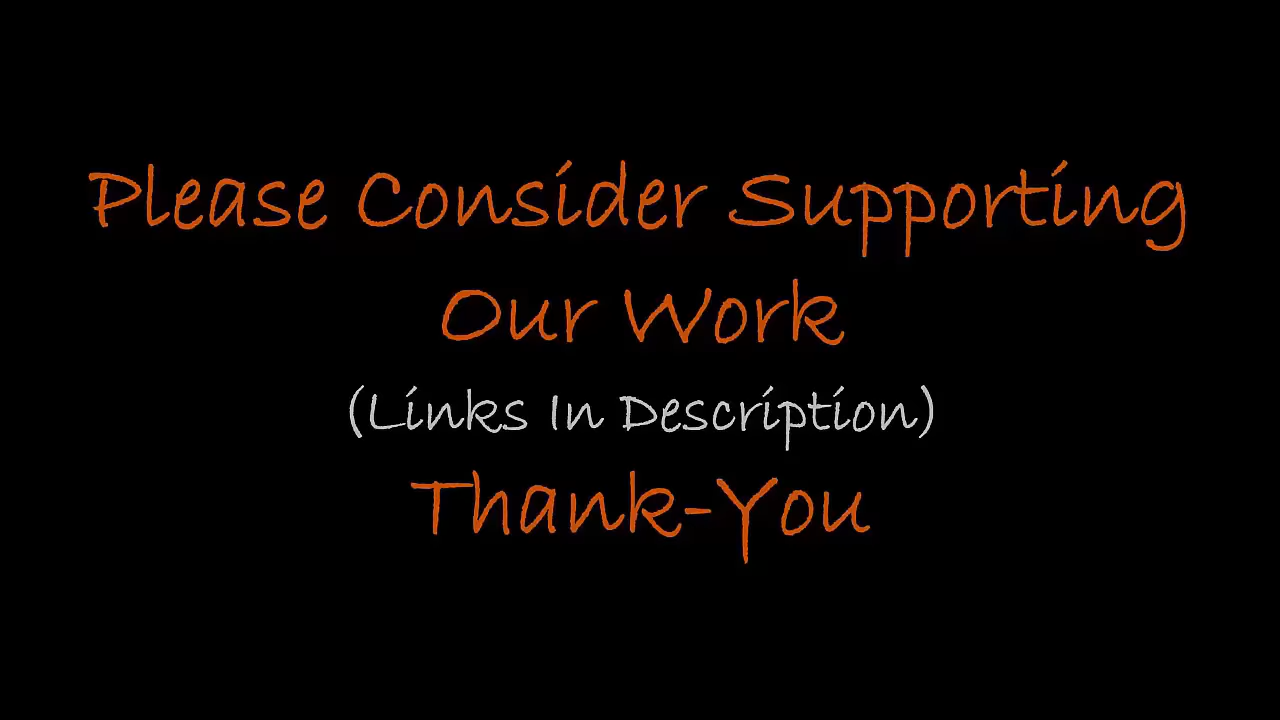 Please Consider Supporting
Our Work
(Links In Description)
Thank-You